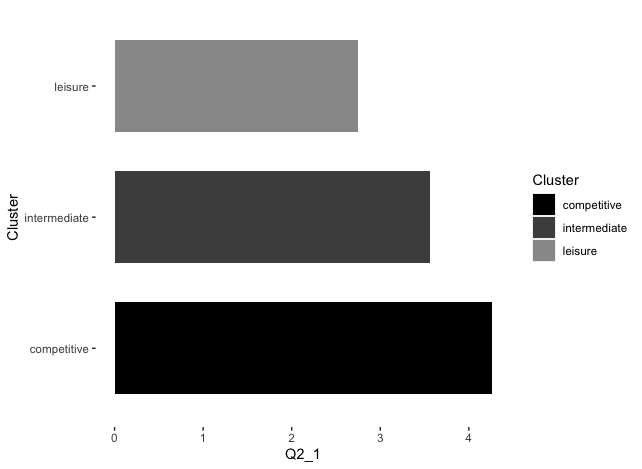 leisure
Cluster
intermediate
competitive
0 1 2 3 4
Q2_1
Cluster
competitive
intermediate
leisure